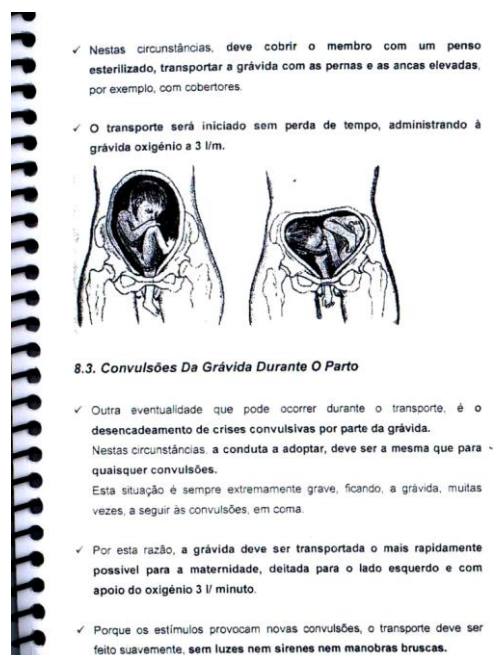 ✓ Nestas circunstâncias, deve cobrir o membro com um penso
esterilizado, transportar a grávida com as pernas e as ancas elevadas,
por exemplo, com cobertores.
✓ O transporte será iniciado sem perda de tempo, administrando à
grávida oxigénio a 3 l/m.
8.3. Convulsões Da Grávida Durante O Parto
✓ Outra eventualidade que pode ocorrer durante o transporte, é o
desencadeamento de crises convulsivas por parte da grávida.
Nestas circunstâncias, a conduta a adoptar, deve ser a mesma que para
quaisquer convulsões.
Esta situação é sempre extremamente grave, ficando, a grávida, muitas
vezes, a seguir às convulsões, em coma.
✓ Por esta razão, a grávida deve ser transportada o mais rapidamente
possível para a maternidade, deitada para o lado esquerdo e com
apoio do oxigénio 3 l/ minuto.
✓ Porque os estímulos provocam novas convulsões, o transporte deve ser
feito suavemente, sem luzes nem sirenes nem manobras bruscas.